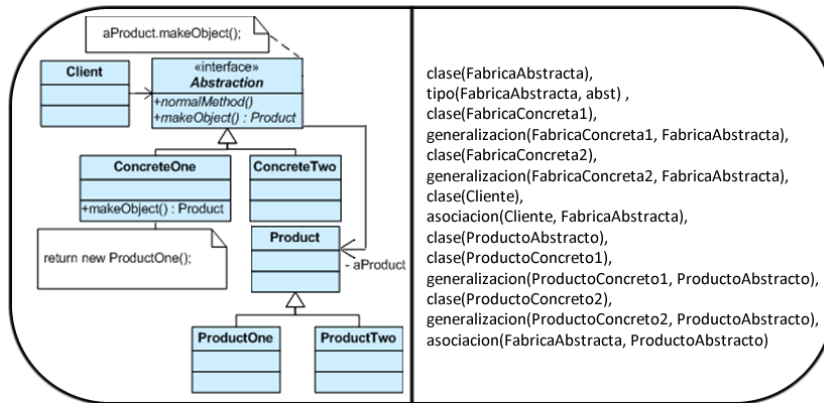 aProduct.makeObject();
Client
«interface»
Abstraction
+normalMethod()
+makeObject() : Product
ConcreteOne
ConcreteTwo
+makeObject() : Product
Product
return new ProductOne();
- aProduct
ProductOne
ProductTwo
clase(FabricaAbstracta),
tipo(FabricaAbstracta, abst) ,
clase(FabricaConcreta1),
generalizacion(FabricaConcreta1, FabricaAbstracta),
clase(FabricaConcreta2),
generalizacion(FabricaConcreta2, FabricaAbstracta),
clase(Cliente),
asociacion(Cliente, FabricaAbstracta),
clase(ProductoAbstracto),
clase(ProductoConcreto1),
generalizacion(ProductoConcreto1, ProductoAbstracto),
clase(ProductoConcreto2),
generalizacion(ProductoConcreto2, ProductoAbstracto),
asociacion(FabricaAbstracta, ProductoAbstracto)